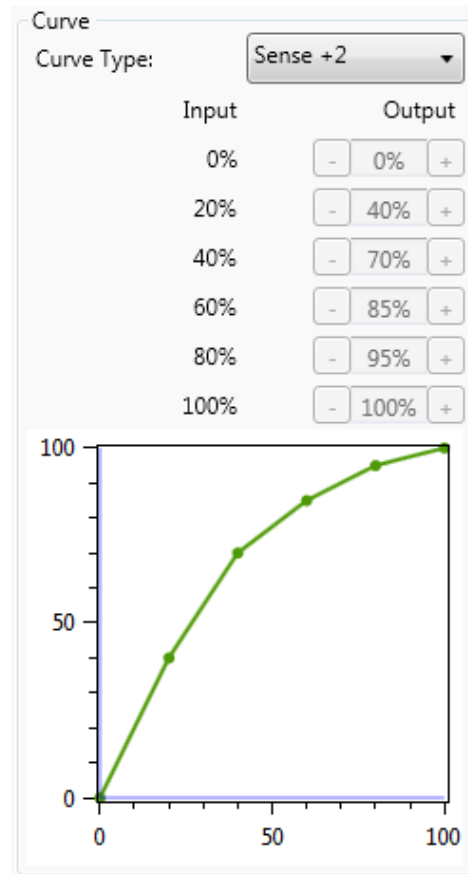 Curve
Curve Type: Sense +2
Input Output
0% - 0% +
20% - 40% +
40% - 70% +
60% - 85% +
80% - 95% +
100% - 100% +
100
50
0
0 50 100